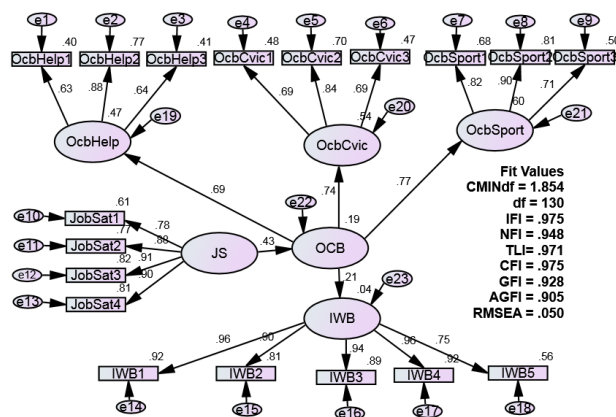 e1 e2 e3 e4 e5 e6 e7 e8 e9
.40 .77 .41 .48 .70 .47 .68 .81 .50
OcbHelp1 OcbHelp2 OcbHelp3 OcbCvic1 OcbCvic2 OcbCvic3 OcbSport1 OcbSport2 OcbSport3
.63 .88 .64 .69 .84 .69 .82 .90 .71
.47 e19 .54 e20 .60 e21
OcbHelp OcbCvic OcbSport
.69 .74 .77
e22 .19
Fit Values
CMINdf = 1.854
df = 130
IFI = .975
NFI = .948
TLI= .971
CFI = .975
GFI = .928
AGFI = .905
RMSEA = .050
.61
e10 JobSat1 .78
.77
e11 JobSat2 .88
.82 .91
e12 JobSat3 .90
.81
e13 JobSat4
JS .43 OCB
.21 .04 e23
IWB
.96 .90 .94 .96 .75
.92 .81 .89 .92 .56
IWB1 IWB2 IWB3 IWB4 IWB5
e14 e15 e16 e17 e18